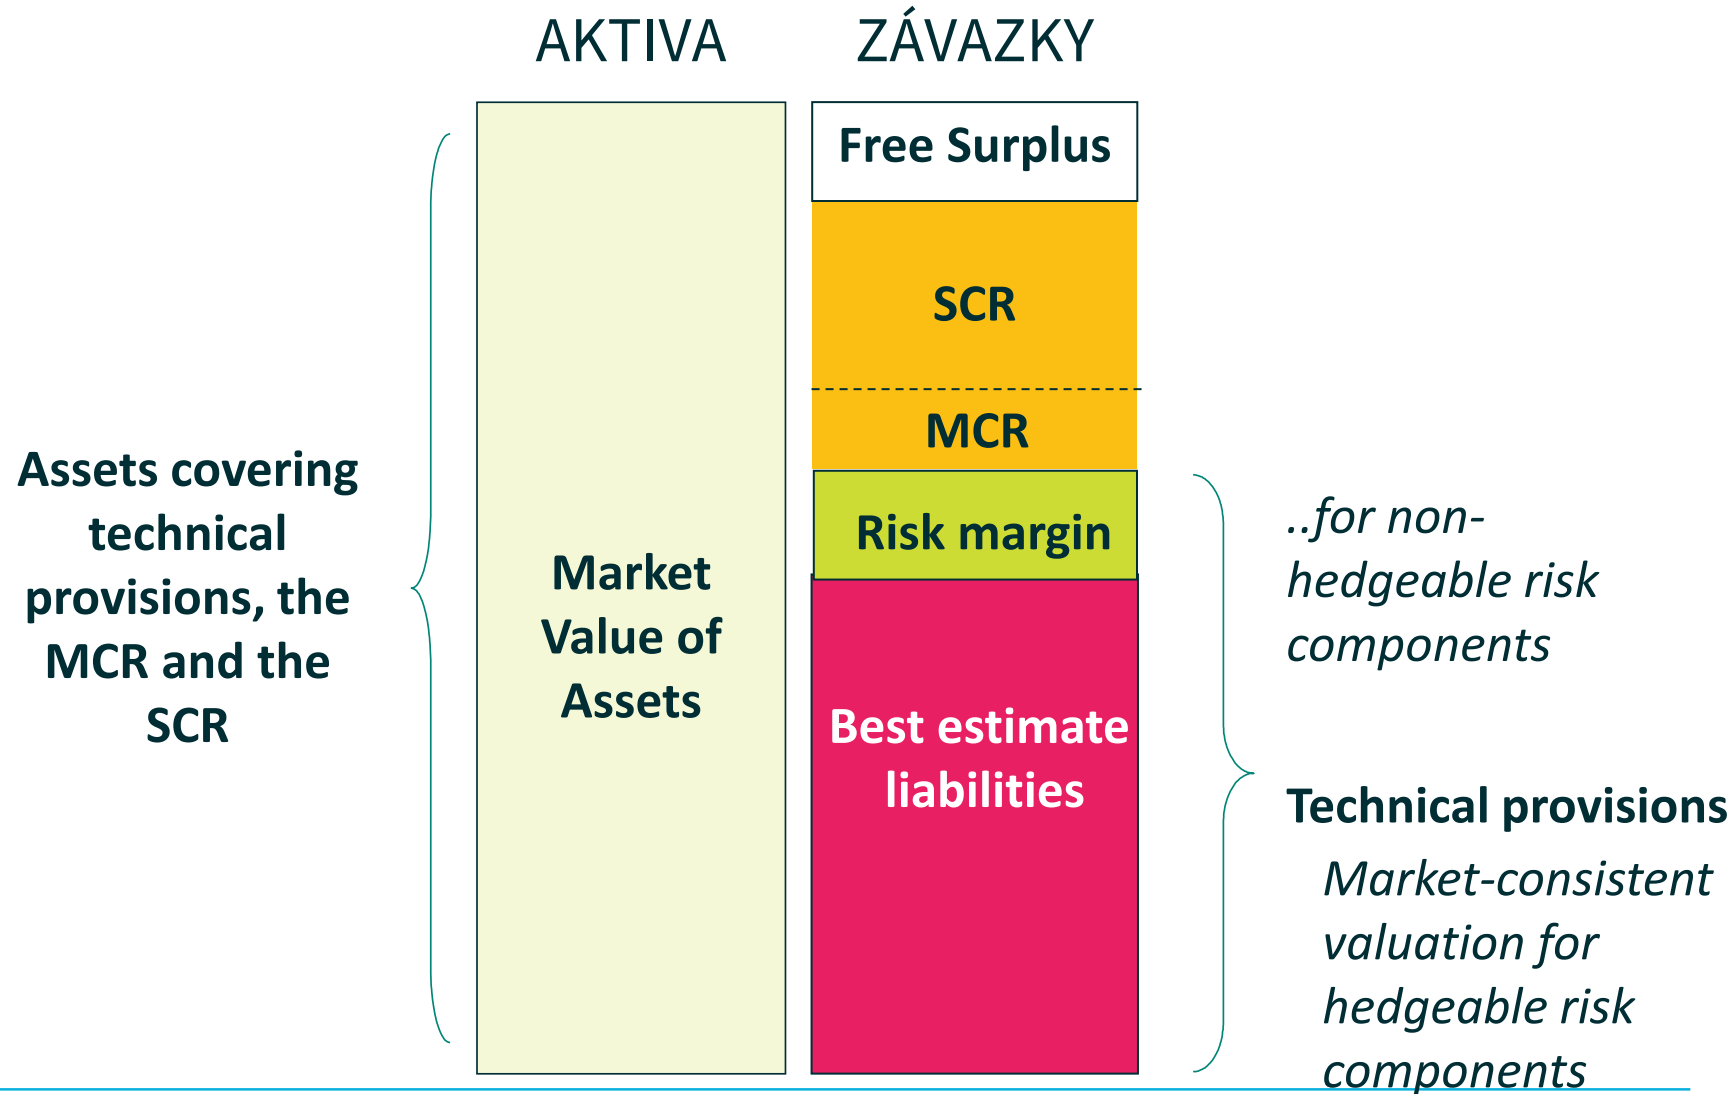 AKTIVA
ZÁVAZKY
Assets covering
technical
provisions, the
MCR and the
SCR
Market
Value of
Assets
Free Surplus
SCR
MCR
Risk margin
Best estimate
liabilities
..for non-
hedgeable risk
components
Technical provisions
Market-consistent
valuation for
hedgeable risk
components